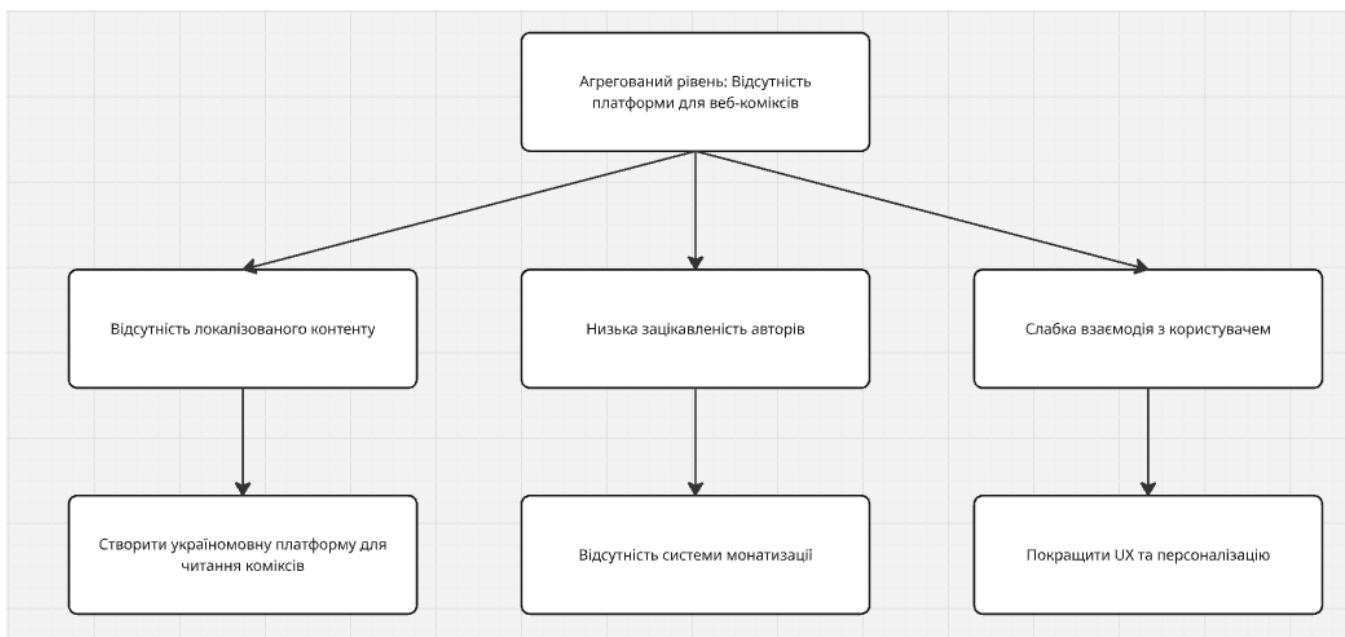 Агрегований рівень: Відсутність
платформи для веб-коміксів
Відсутність локалізованого контенту
Низька зацікавленість авторів
Слабка взаємодія з користувачем
Створити україномовну платформу для
читання коміксів
Відсутність системи монетизації
Покращити UX та персоналізацію